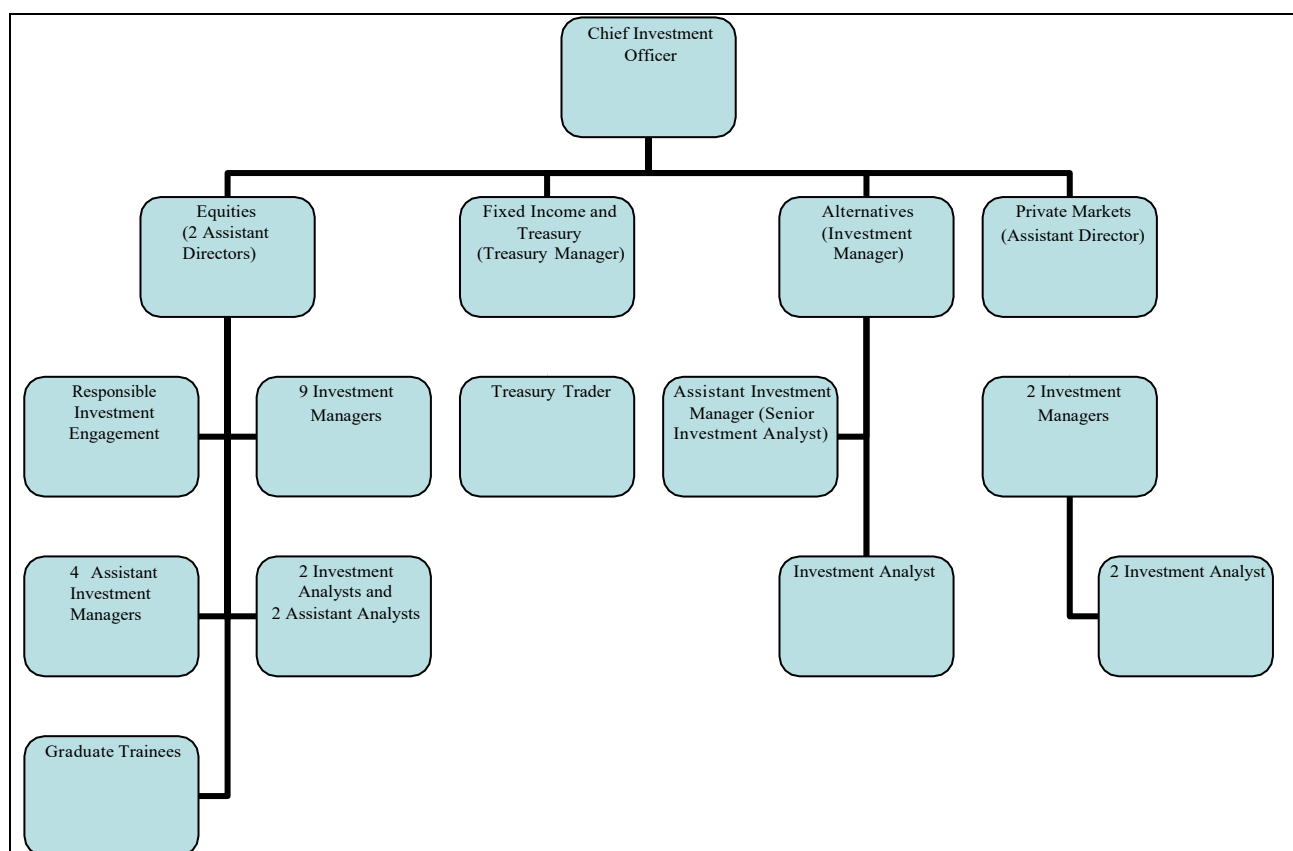 Chief Investment
Officer
Equities
(2 Assistant
Directors)
Fixed Income and
Treasury
(Treasury Manager)
Alternatives
(Investment
Manager)
Private Markets
(Assistant Director)
Responsible
Investment
Engagement
9 Investment
Managers
Treasury Trader
Assistant Investment
Manager (Senior
Investment Analyst)
2 Investment
Managers
4 Assistant
Investment
Managers
2 Investment
Analysts and
2 Assistant Analysts
Investment Analyst
2 Investment Analyst
Graduate Trainees